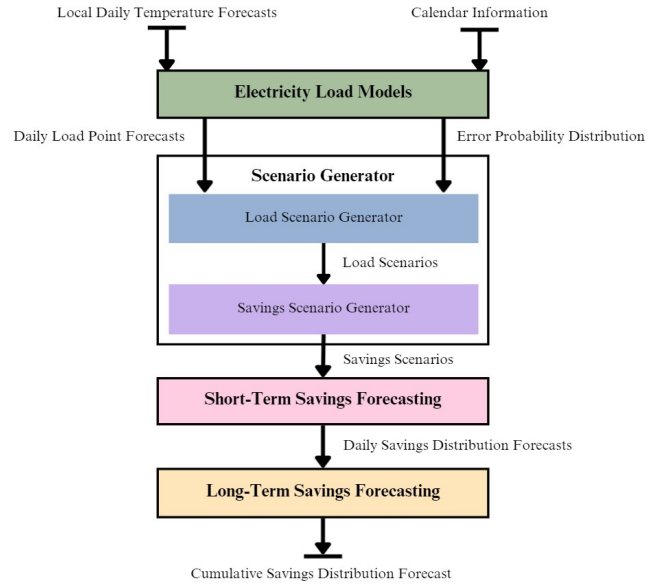 Local Daily Temperature Forecasts
Calendar Information
Electricity Load Models
Daily Load Point Forecasts
Error Probability Distribution
Scenario Generator
Load Scenario Generator
Load Scenarios
Savings Scenario Generator
Savings Scenarios
Short-Term Savings Forecasting
Daily Savings Distribution Forecasts
Long-Term Savings Forecasting
Cumulative Savings Distribution Forecast